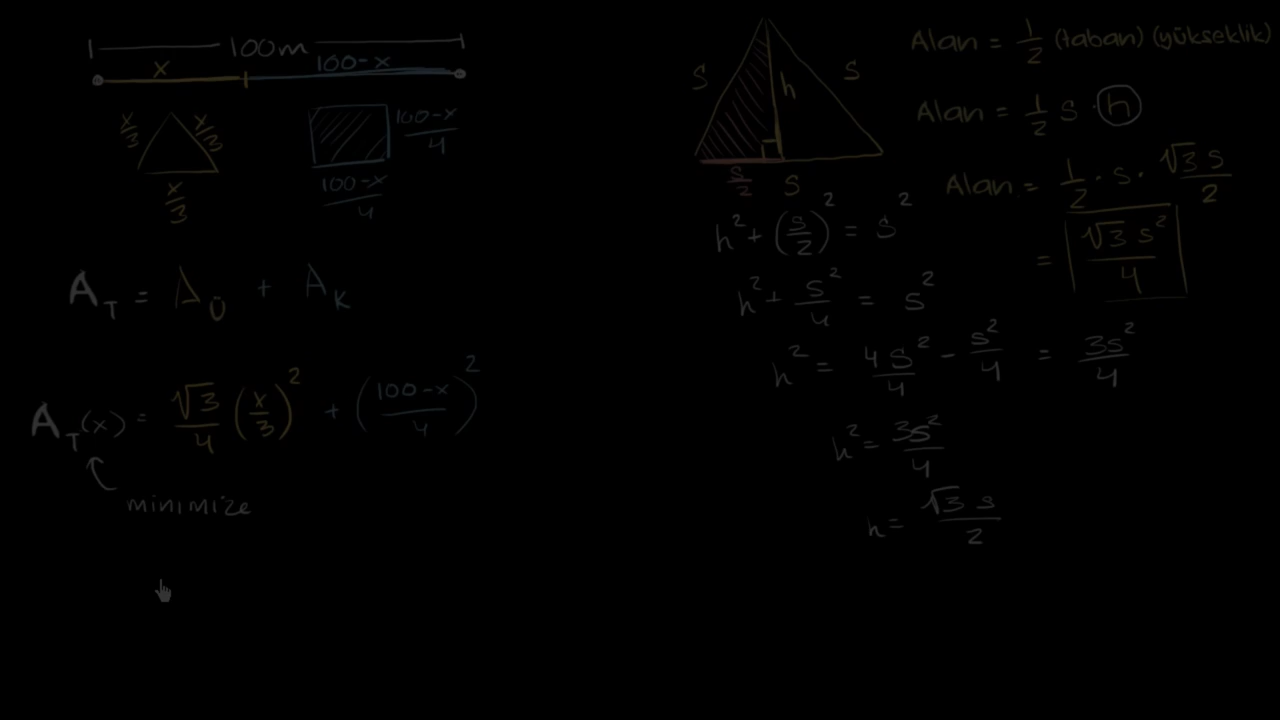 100m
x 100-x
x/3 x/3 100-x/4
x/3 100-x/4
A_T = A_Ü + A_K
A_T(x) = √3/4 (x/3)² + (100-x/4)²
minimize
S h S
s/2 S
h² + (s/2)² = s²
h² + s²/4 = s²
h² = 4s²/4 - s²/4 = 3s²/4
h² = 3s²/4
h = √3 s/2
Alan = 1/2 (taban) (yükseklik)
Alan = 1/2 S · h
Alan = 1/2 · s · √3 s/2
= √3 s²/4